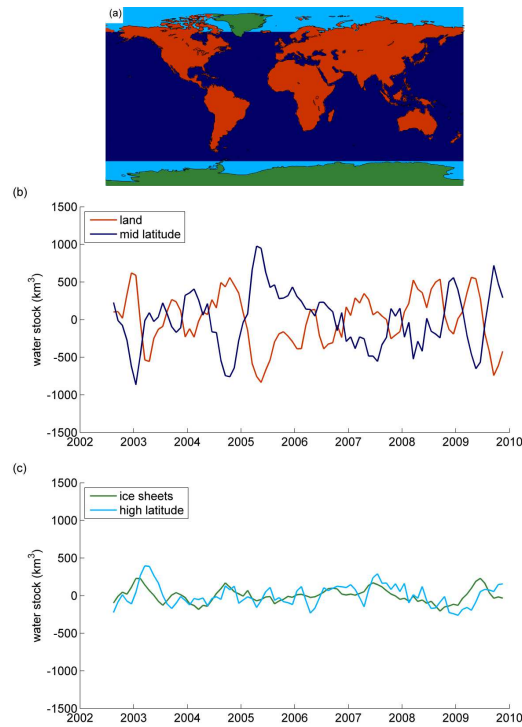 (a)
(b)
1500
land
mid latitude
1000
500
0
-500
-1000
-1500
water stock (km³)
2002 2003 2004 2005 2006 2007 2008 2009 2010
(c)
1500
ice sheets
high latitude
1000
500
0
-500
-1000
-1500
water stock (km³)
2002 2003 2004 2005 2006 2007 2008 2009 2010